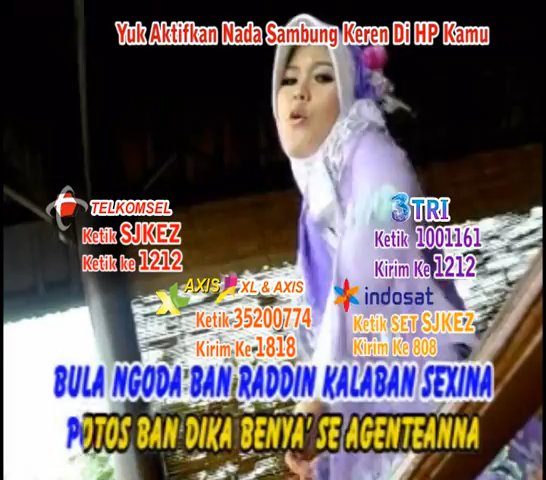 Yuk Aktifkan Nada Sambung Keren Di HP Kamu
TELKOMSEL
Ketik SJKEZ
Ketik ke 1212
3 TRI
Ketik 1001161
Kirim Ke 1212
XL AXIS XL & AXIS
Ketik 35200774
Kirim Ke 1818
indosat
Ketik SET SJKEZ
Kirim Ke 808
BULA NGODA BAN RADDIN KALABAN SEXINA
POTOS BAN DIKA BENYA' SE AGENTEANNA